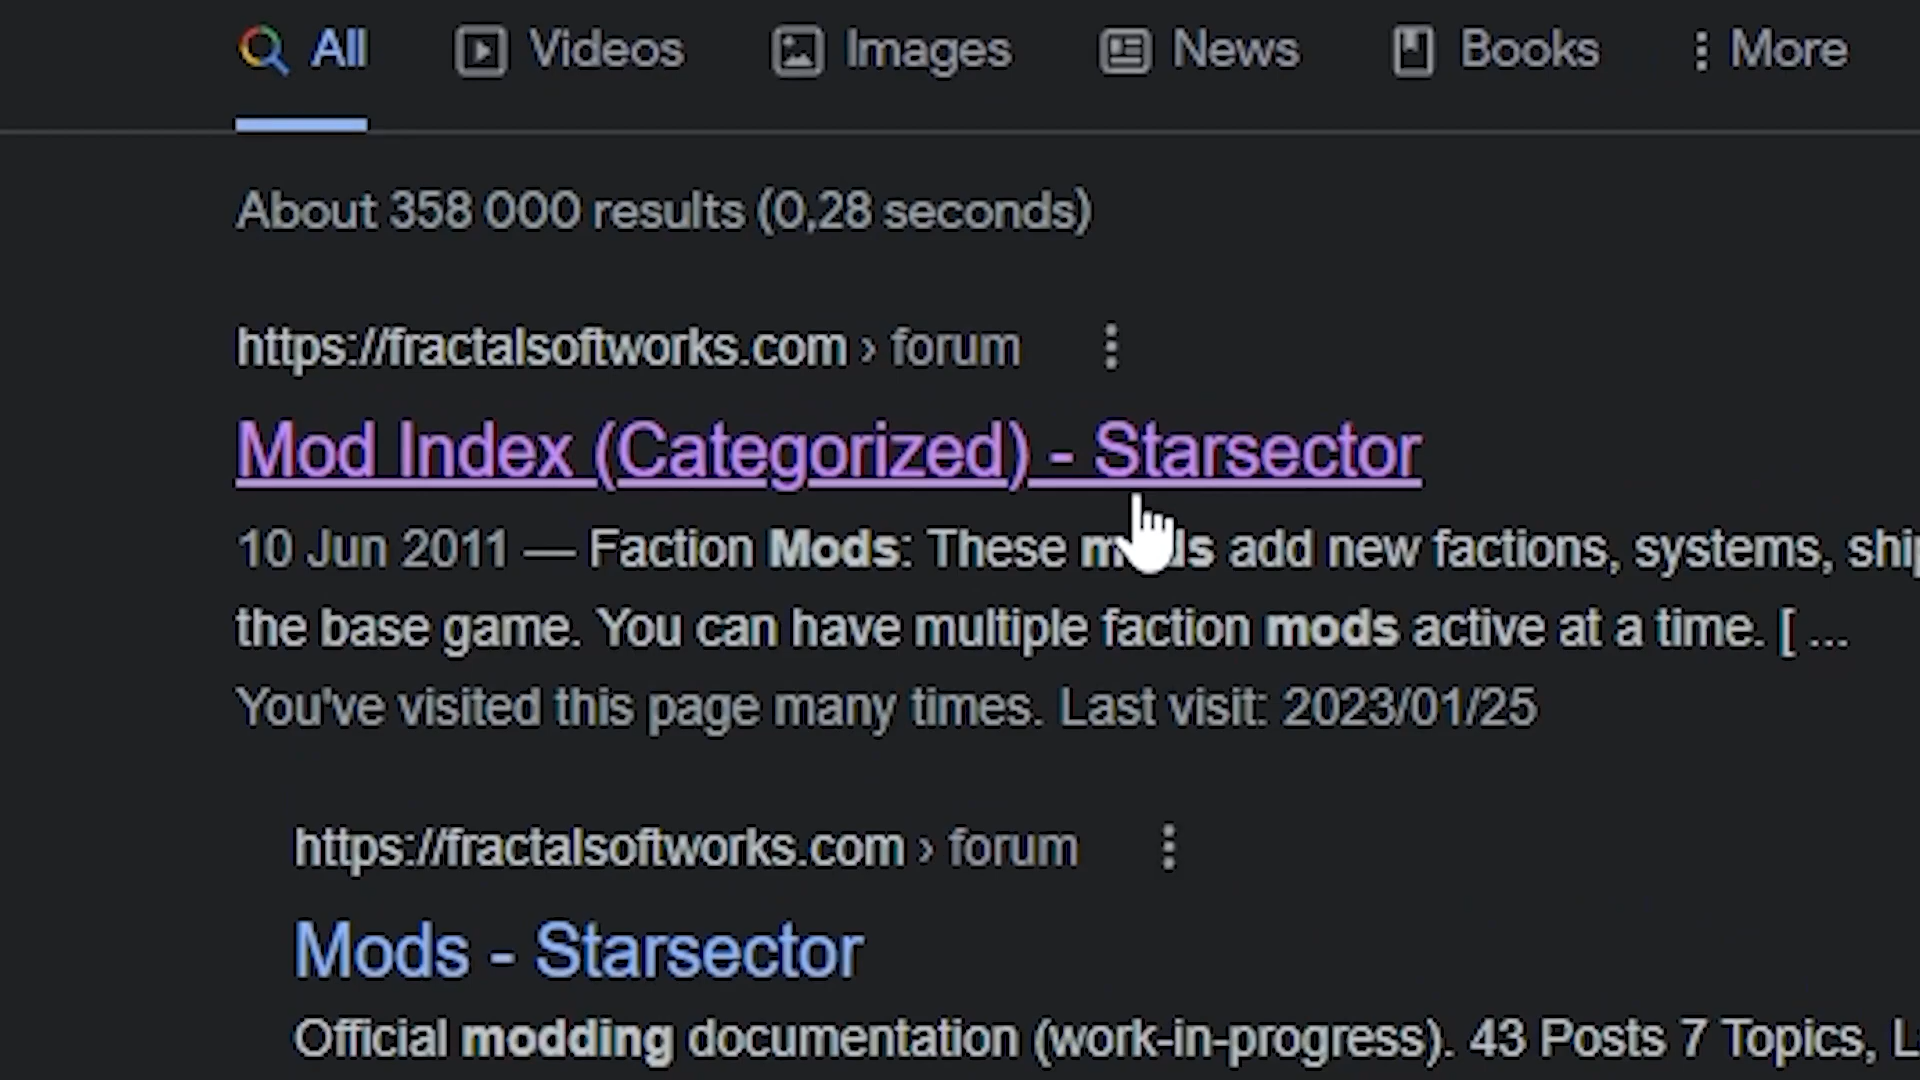 All Videos Images News Books More
About 358 000 results (0,28 seconds)
https://fractalsoftworks.com › forum
Mod Index (Categorized) - Starsector
10 Jun 2011 — Faction Mods: These mods add new factions, systems,
the base game. You can have multiple faction mods active at a time. [ ...
You've visited this page many times. Last visit: 2023/01/25
https://fractalsoftworks.com › forum
Mods - Starsector
Official modding documentation (work-in-progress). 43 Posts 7 Topics,